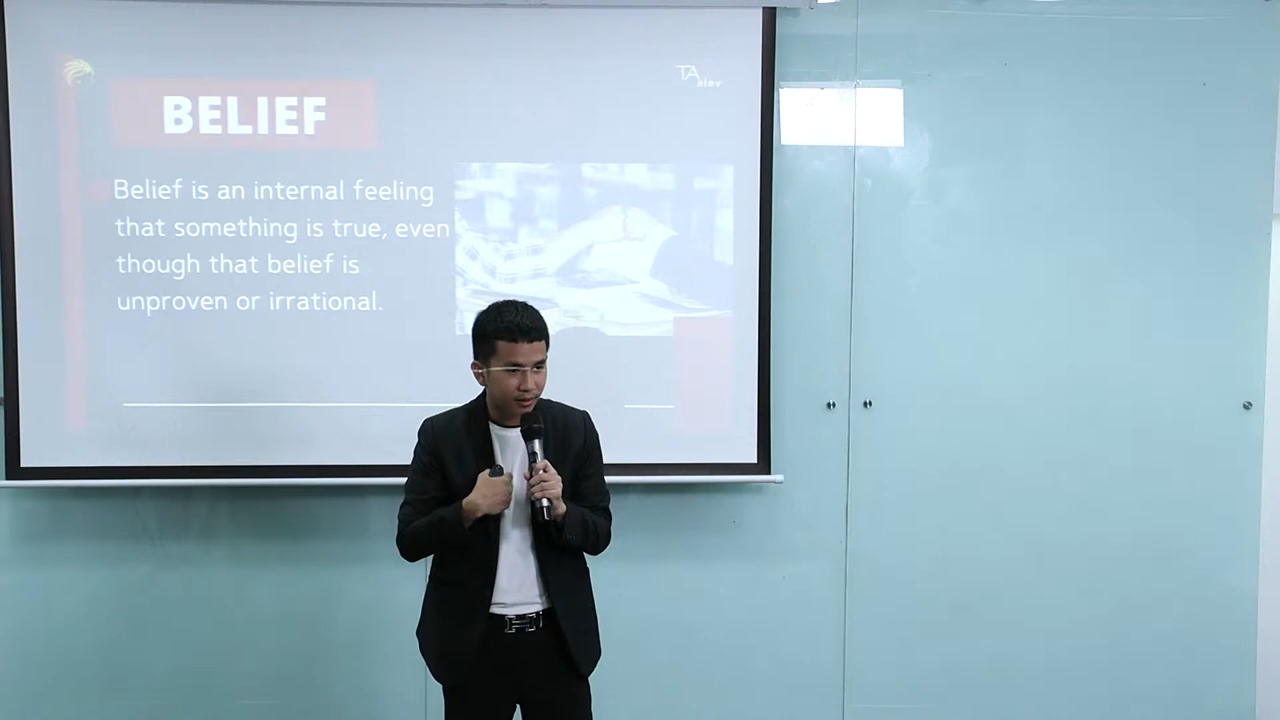 BELIEF
Belief is an internal feeling
that something is true, even
though that belief is
unproven or irrational.
TA